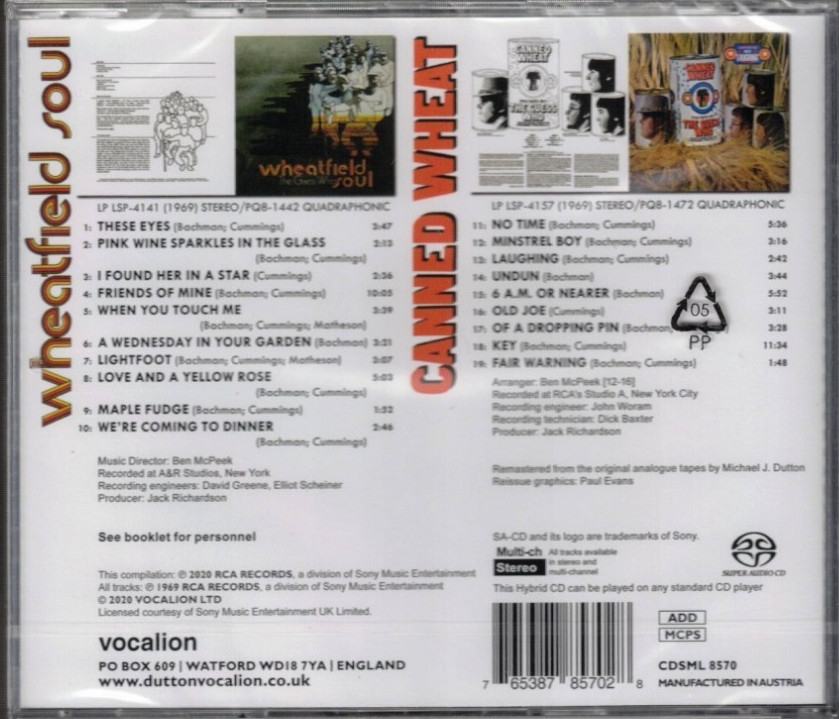 wheatfield soul
wheatfield
soul
LP LSP-4141 (1969) STEREO/PQ8-1442 QUADRAPHONIC
1: THESE EYES (Bachman; Cummings) 3:47
2: PINK WINE SPARKLES IN THE GLASS 2:13
(Bachman; Cummings)
3: I FOUND HER IN A STAR (Cummings) 2:36
4: FRIENDS OF MINE (Bachman; Cummings) 10:05
5: WHEN YOU TOUCH ME 3:39
(Bachman; Cummings; Matheson)
6: A WEDNESDAY IN YOUR GARDEN (Bachman) 3:21
7: LIGHTFOOT (Bachman; Cummings; Matheson) 3:07
8: LOVE AND A YELLOW ROSE 5:03
(Bachman; Cummings)
9: MAPLE FUDGE (Bachman; Cummings) 1:52
10: WE'RE COMING TO DINNER 2:46
(Bachman; Cummings)
Music Director: Ben McPeek
Recorded at A&R Studios, New York
Recording engineers: David Greene, Elliot Scheiner
Producer: Jack Richardson
See booklet for personnel
This compilation: ℗ 2020 RCA RECORDS, a division of Sony Music Entertainment
All tracks: ℗ 1969 RCA RECORDS, a division of Sony Music Entertainment
© 2020 VOCALION LTD
Licensed courtesy of Sony Music Entertainment UK Limited.
vocalion
PO BOX 609 | WATFORD WD18 7YA | ENGLAND
www.duttonvocalion.co.uk
CANNED WHEAT
CANNED
WHEAT
THE GUESS
CANNED
WHEAT
LP LSP-4157 (1969) STEREO/PQ8-1472 QUADRAPHONIC
11: NO TIME (Bachman; Cummings) 5:36
12: MINSTREL BOY (Bachman; Cummings) 3:16
13: LAUGHING (Bachman; Cummings) 2:42
14: UNDUN (Bachman) 3:44
15: 6 A.M. OR NEARER (Bachman) 5:52
16: OLD JOE (Cummings) 3:11
17: OF A DROPPING PIN (Bachman; 3:28
18: KEY (Bachman; Cummings) 11:34
19: FAIR WARNING (Bachman; Cummings) 1:48
05
PP
Arranger: Ben McPeek [12-16]
Recorded at RCA's Studio A, New York City
Recording engineer: John Woram
Recording technician: Dick Baxter
Producer: Jack Richardson
Remastered from the original analogue tapes by Michael J. Dutton
Reissue graphics: Paul Evans
SA-CD and its logo are trademarks of Sony.
Multi-ch
Stereo
All tracks available
in stereo and
multi-channel
SUPER AUDIO CD
This Hybrid CD can be played on any standard CD player
7 65387 85702 8
ADD
MCPS
CDSML 8570
MANUFACTURED IN AUSTRIA